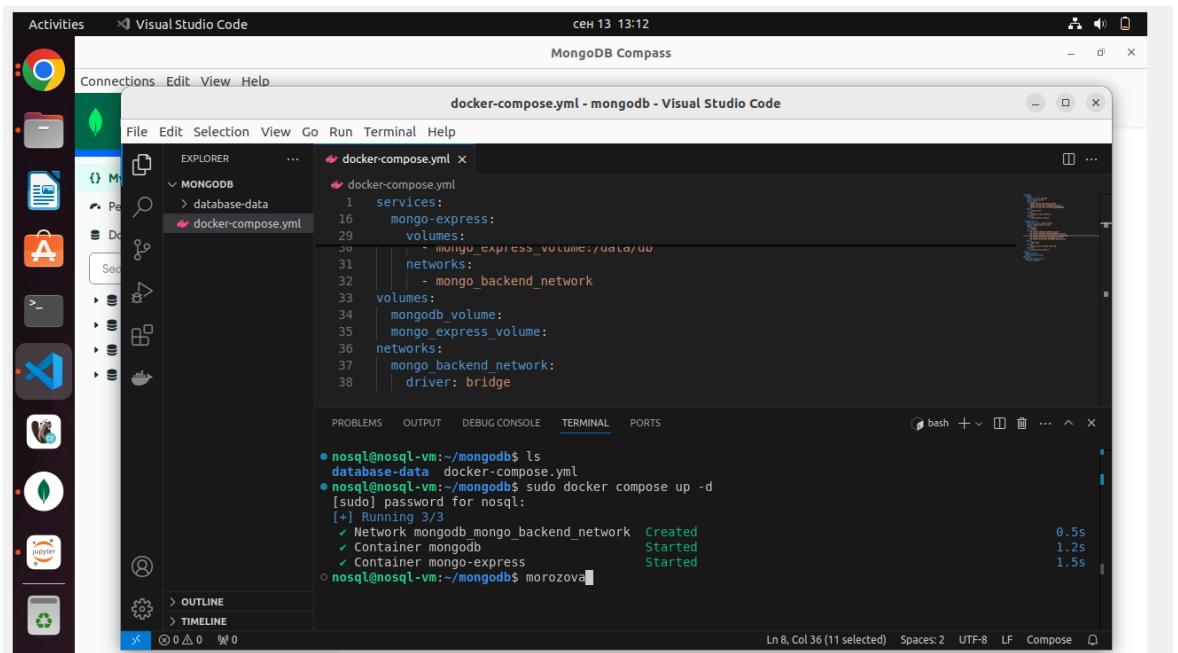 Activities Visual Studio Code сен 13 13:12
MongoDB Compass
Connections Edit View Help
docker-compose.yml - mongodb - Visual Studio Code
File Edit Selection View Go Run Terminal Help
{} My
Pe
EXPLORER ...
MONGODB
> database-data
docker-compose.yml
> OUTLINE
> TIMELINE
docker-compose.yml
docker-compose.yml
1 services:
16 mongo-express:
29 volumes:
30 - mongo_express_volume:/data/db
31 networks:
32 - mongo_backend_network
33 volumes:
34 mongodb_volume:
35 mongo_express_volume:
36 networks:
37 mongo_backend_network:
38 driver: bridge
PROBLEMS OUTPUT DEBUG CONSOLE TERMINAL PORTS bash
nosql@nosql-vm:~/mongodb$ ls
database-data docker-compose.yml
nosql@nosql-vm:~/mongodb$ sudo docker compose up -d
[sudo] password for nosql:
[+] Running 3/3
✔ Network mongodb_mongo_backend_network Created 0.5s
✔ Container mongodb Started 1.2s
✔ Container mongo-express Started 1.5s
nosql@nosql-vm:~/mongodb$ morozova
0 0 0 Ln 8, Col 36 (11 selected) Spaces: 2 UTF-8 LF Compose
jupyter